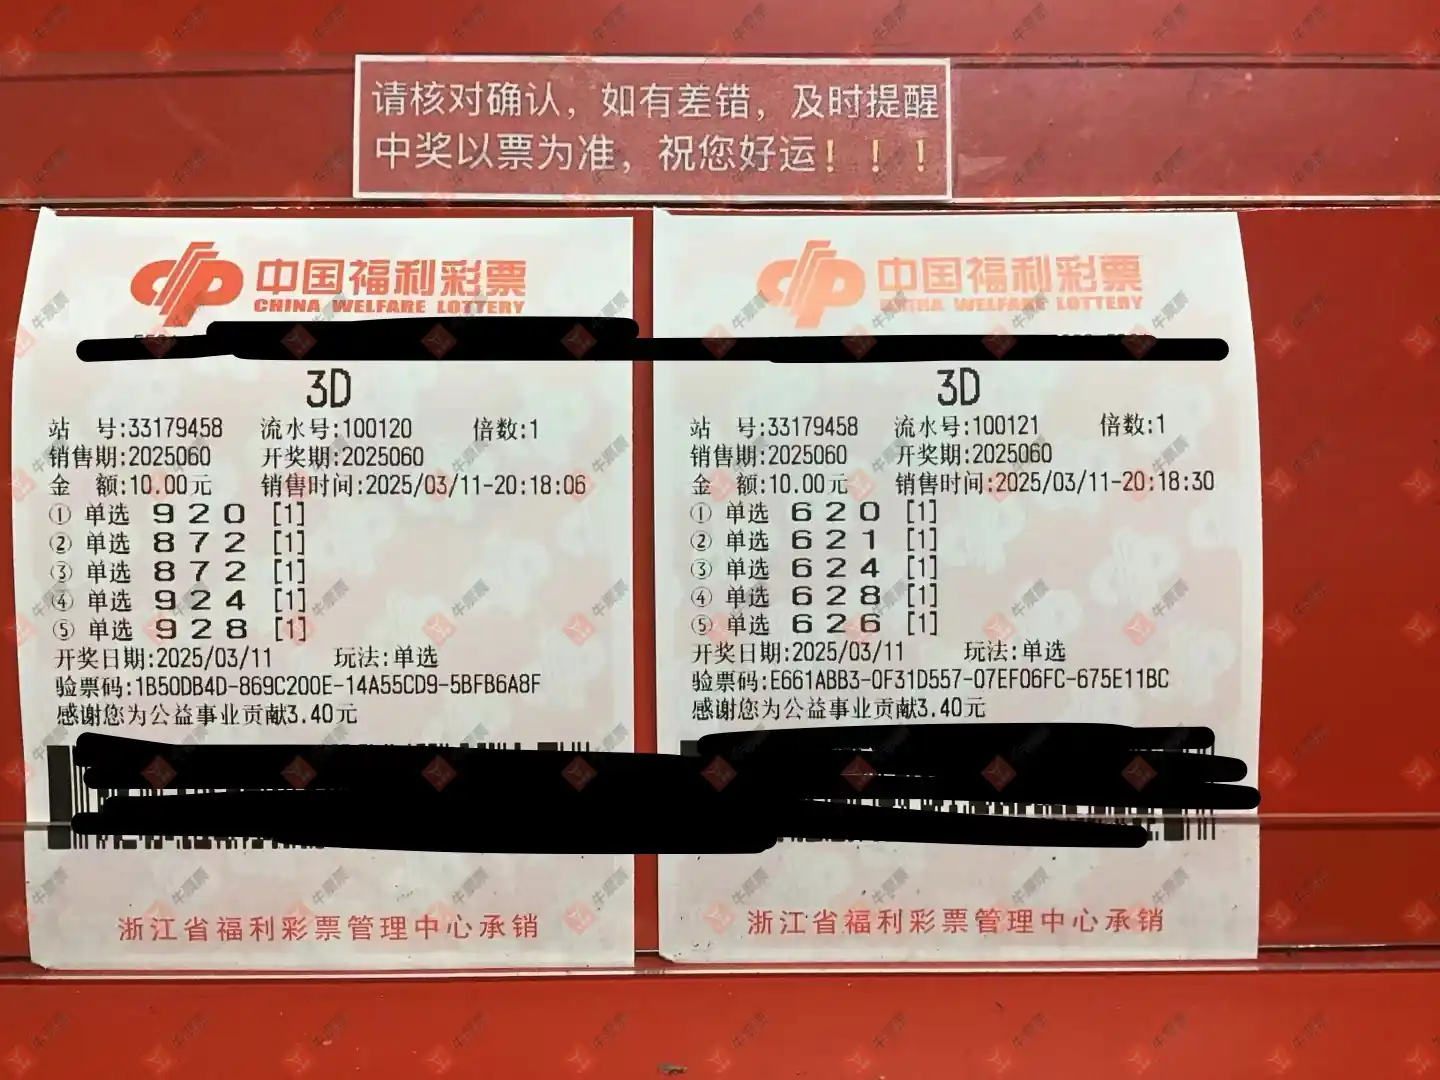 请核对确认，如有差错，及时提醒
中奖以票为准，祝您好运！！！
中国福利彩票
CHINA WELFARE LOTTERY
3D
站 号:33179458 流水号:100120 倍数:1
销售期:2025060 开奖期:2025060
金 额:10.00元 销售时间:2025/03/11-20:18:06
① 单选 9 2 0 [1]
② 单选 8 7 2 [1]
③ 单选 8 7 2 [1]
④ 单选 9 2 4 [1]
⑤ 单选 9 2 8 [1]
开奖日期:2025/03/11 玩法:单选
验票码:1B50DB4D-869C200E-14A55CD9-5BFB6A8F
感谢您为公益事业贡献3.40元
浙江省福利彩票管理中心承销
中国福利彩票
CHINA WELFARE LOTTERY
3D
站 号:33179458 流水号:100121 倍数:1
销售期:2025060 开奖期:2025060
金 额:10.00元 销售时间:2025/03/11-20:18:30
① 单选 6 2 0 [1]
② 单选 6 2 1 [1]
③ 单选 6 2 4 [1]
④ 单选 6 2 8 [1]
⑤ 单选 6 2 6 [1]
开奖日期:2025/03/11 玩法:单选
验票码:E661ABB3-0F31D557-07EF06FC-675E11BC
感谢您为公益事业贡献3.40元
浙江省福利彩票管理中心承销